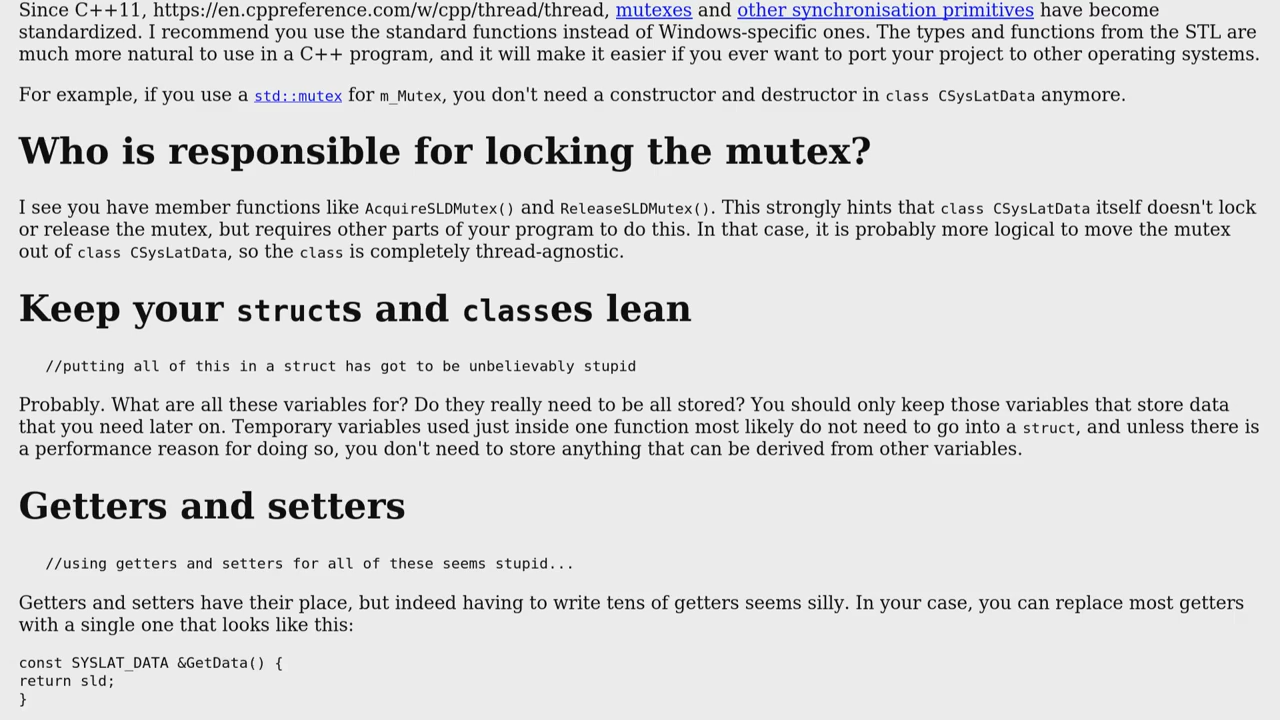 Since C++11, https://en.cppreference.com/w/cpp/thread/thread, mutexes and other synchronisation primitives have become
standardized. I recommend you use the standard functions instead of Windows-specific ones. The types and functions from the STL are
much more natural to use in a C++ program, and it will make it easier if you ever want to port your project to other operating systems.
For example, if you use a std::mutex for m_Mutex, you don't need a constructor and destructor in class CSysLatData anymore.
Who is responsible for locking the mutex?
I see you have member functions like AcquireSLDMutex() and ReleaseSLDMutex(). This strongly hints that class CSysLatData itself doesn't lock
or release the mutex, but requires other parts of your program to do this. In that case, it is probably more logical to move the mutex
out of class CSysLatData, so the class is completely thread-agnostic.
Keep your structs and classes lean
//putting all of this in a struct has got to be unbelievably stupid
Probably. What are all these variables for? Do they really need to be all stored? You should only keep those variables that store data
that you need later on. Temporary variables used just inside one function most likely do not need to go into a struct, and unless there is
a performance reason for doing so, you don't need to store anything that can be derived from other variables.
Getters and setters
//using getters and setters for all of these seems stupid...
Getters and setters have their place, but indeed having to write tens of getters seems silly. In your case, you can replace most getters
with a single one that looks like this:
const SYSLAT_DATA &GetData() {
return sld;
}